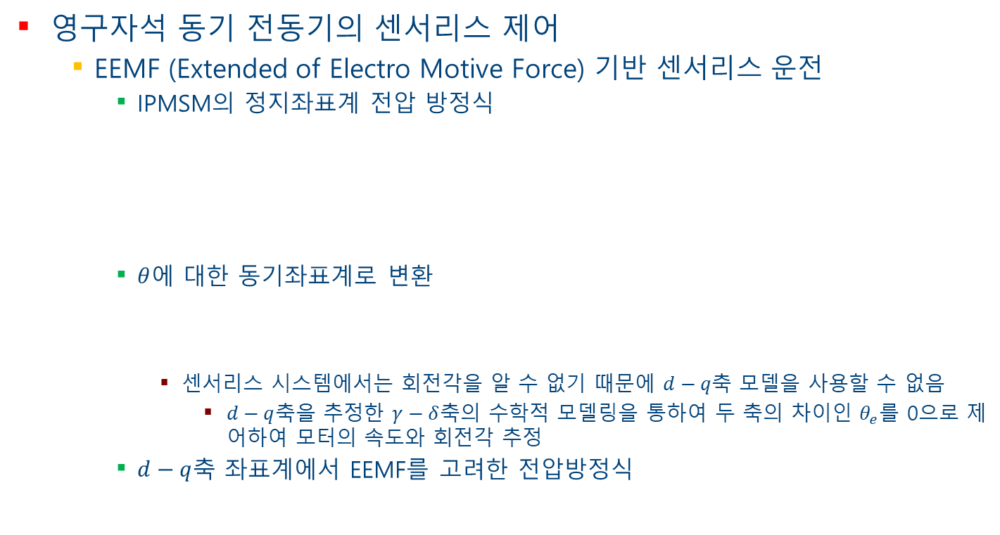 영구자석 동기 전동기의 센서리스 제어
EEMF (Extended of Electro Motive Force) 기반 센서리스 운전
IPMSM의 정지좌표계 전압 방정식
θ에 대한 동기좌표계로 변환
센서리스 시스템에서는 회전각을 알 수 없기 때문에 d − q축 모델을 사용할 수 없음
d − q축을 추정한 γ − δ축의 수학적 모델링을 통하여 두 축의 차이인 θₑ를 0으로 제
어하여 모터의 속도와 회전각 추정
d − q축 좌표계에서 EEMF를 고려한 전압방정식